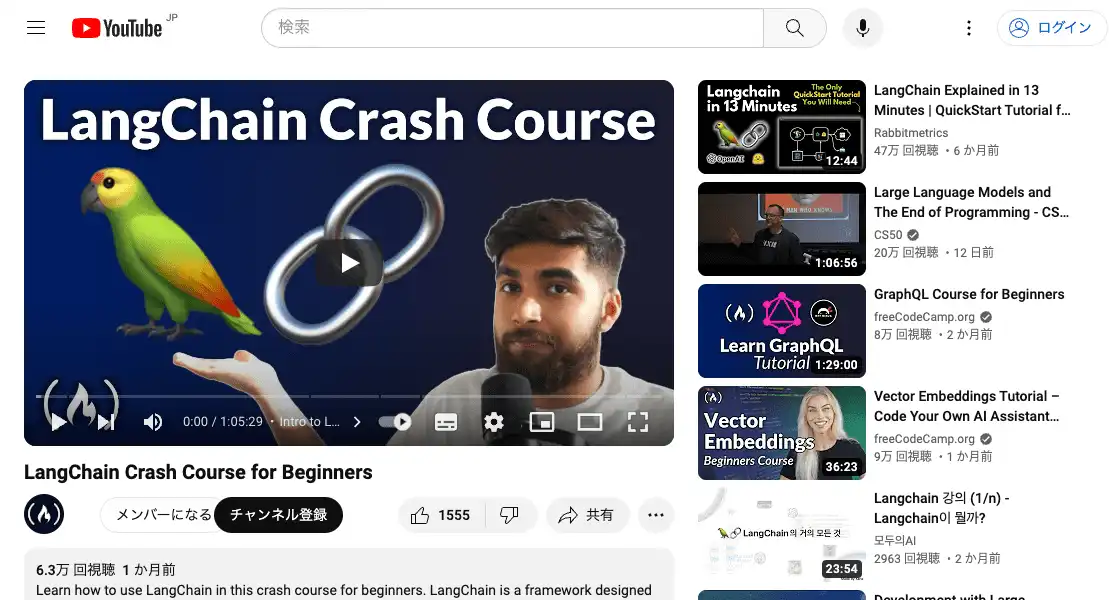 YouTube JP
検索
ログイン
LangChain Crash Course
0:00 / 1:05:29 • Intro to L...
LangChain Crash Course for Beginners
メンバーになる
チャンネル登録
1555
共有
6.3万 回視聴 1 か月前
Learn how to use LangChain in this crash course for beginners. LangChain is a framework designed
LangChain
in 13 Minutes
The Only
QuickStart Tutorial
You Will Need
OpenAI
12:44
LangChain Explained in 13
Minutes | QuickStart Tutorial f...
Rabbitmetrics
47万 回視聴 ・6 か月前
1:06:56
Large Language Models and
The End of Programming - CS...
CS50
20万 回視聴 ・12 日前
Learn GraphQL
Tutorial
1:29:00
GraphQL Course for Beginners
freeCodeCamp.org
8万 回視聴 ・2 か月前
Vector
Embeddings
Beginners Course
36:23
Vector Embeddings Tutorial –
Code Your Own AI Assistant...
freeCodeCamp.org
9万 回視聴 ・1 か月前
LangChain의 거의 모든 것
23:54
Langchain 강의 (1/n) -
Langchain이 뭘까?
모두의AI
2963 回視聴 ・2 か月前
Development with Large